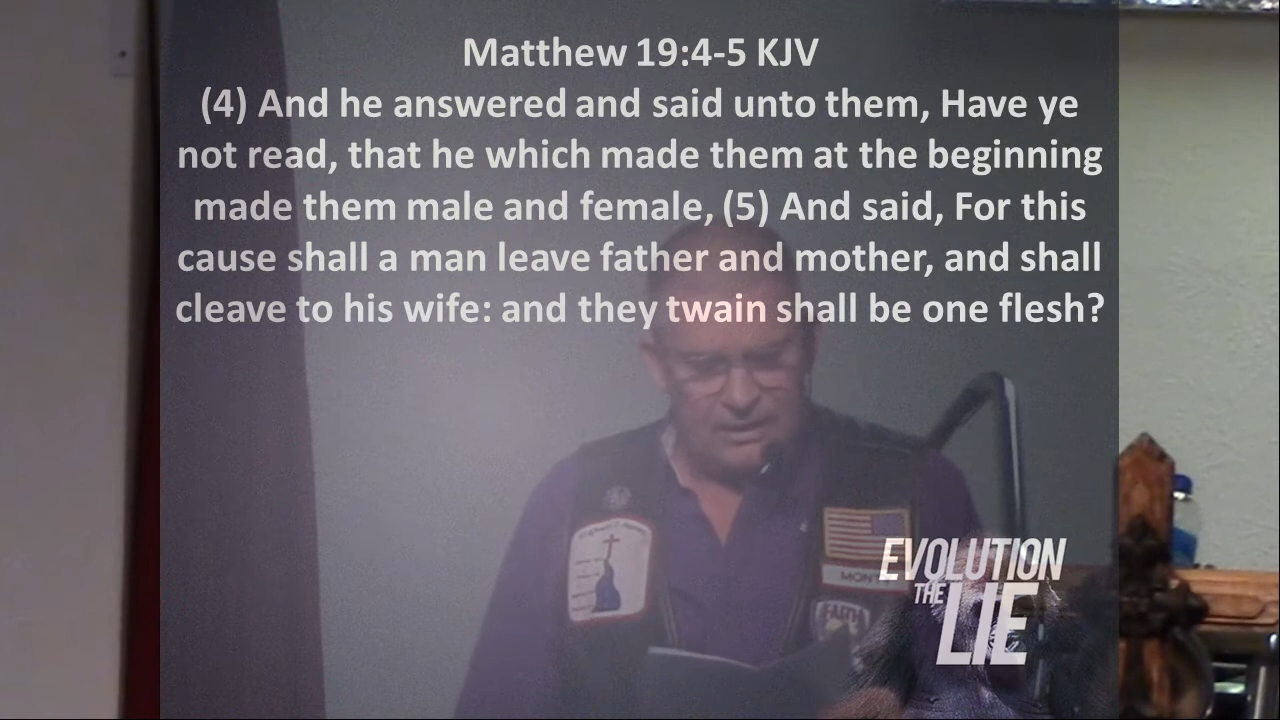 Matthew 19:4-5 KJV
(4) And he answered and said unto them, Have ye
not read, that he which made them at the beginning
made them male and female, (5) And said, For this
cause shall a man leave father and mother, and shall
cleave to his wife: and they twain shall be one flesh?
EVOLUTION
THE
LIE
FAITH